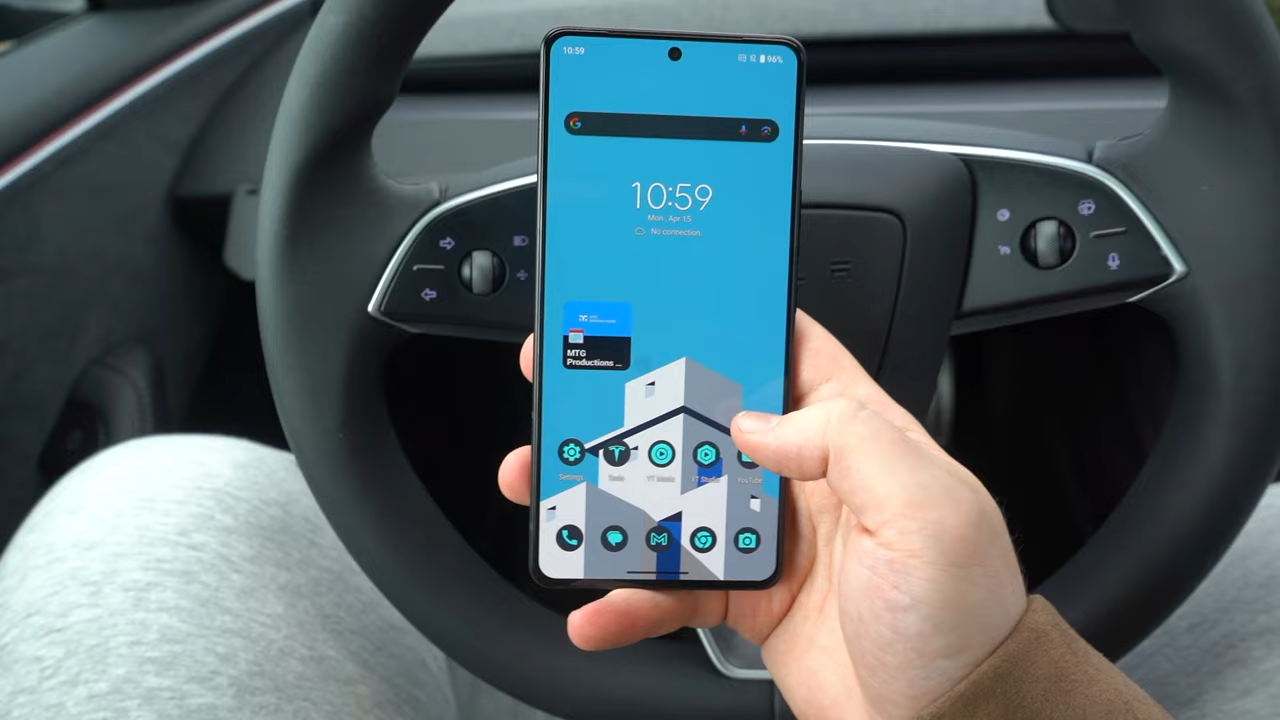 10:59
96%
10:59
Mon, Apr 15
No connection
MTG
Productions ...
Settings
Tesla
YT Music
YT Studio
YouTube